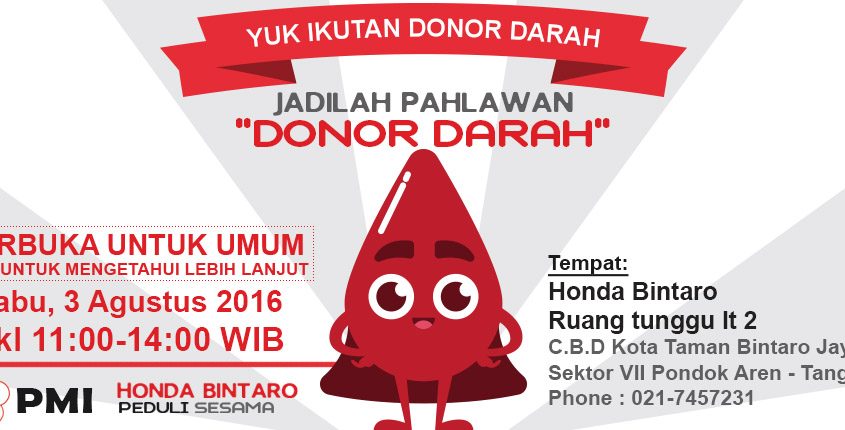 YUK IKUTAN DONOR DARAH
JADILAH PAHLAWAN
"DONOR DARAH"
RBUKA UNTUK UMUM
UNTUK MENGETAHUI LEBIH LANJUT
abu, 3 Agustus 2016
kl 11:00-14:00 WIB
PMI
HONDA BINTARO
PEDULI SESAMA
Tempat:
Honda Bintaro
Ruang tunggu lt 2
C.B.D Kota Taman Bintaro Jay
Sektor VII Pondok Aren - Tang
Phone : 021-7457231